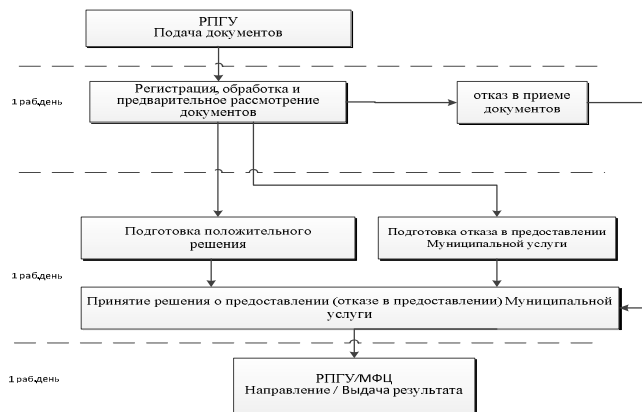 РПГУ
Подача документов
1 раб.день
Регистрация, обработка и
предварительное рассмотрение
документов
отказ в приеме
документов
Подготовка положительного
решения
Подготовка отказа в предоставлении
Муниципальной услуги
1 раб.день
Принятие решения о предоставлении (отказе в предоставлении) Муниципальной
услуги
1 раб.день
РПГУ/МФЦ
Направление / Выдача результата